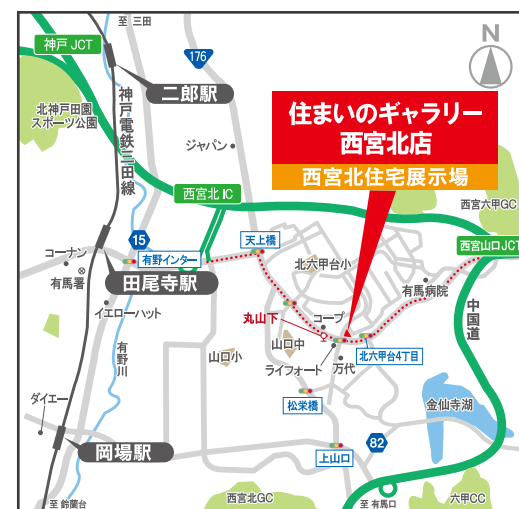 至 三田
神戸 JCT
176
N
二郎駅
北神戸田園
スポーツ公園
神戸電鉄三田線
ジャパン
住まいのギャラリー
西宮北店
西宮北住宅展示場
西宮北 IC
西宮六甲GC
15
天上橋
西宮山口JCT
コーナン
有馬署
有野インター
北六甲台小
田尾寺駅
有馬病院
中国道
イエローハット
丸山下
コープ
有野川
山口小
山口中
ライフォート
万代
北六甲台4丁目
ダイエー
松栄橋
金仙寺湖
岡場駅
上山口
82
至 鈴蘭台
西宮北GC
至 有馬口
六甲CC